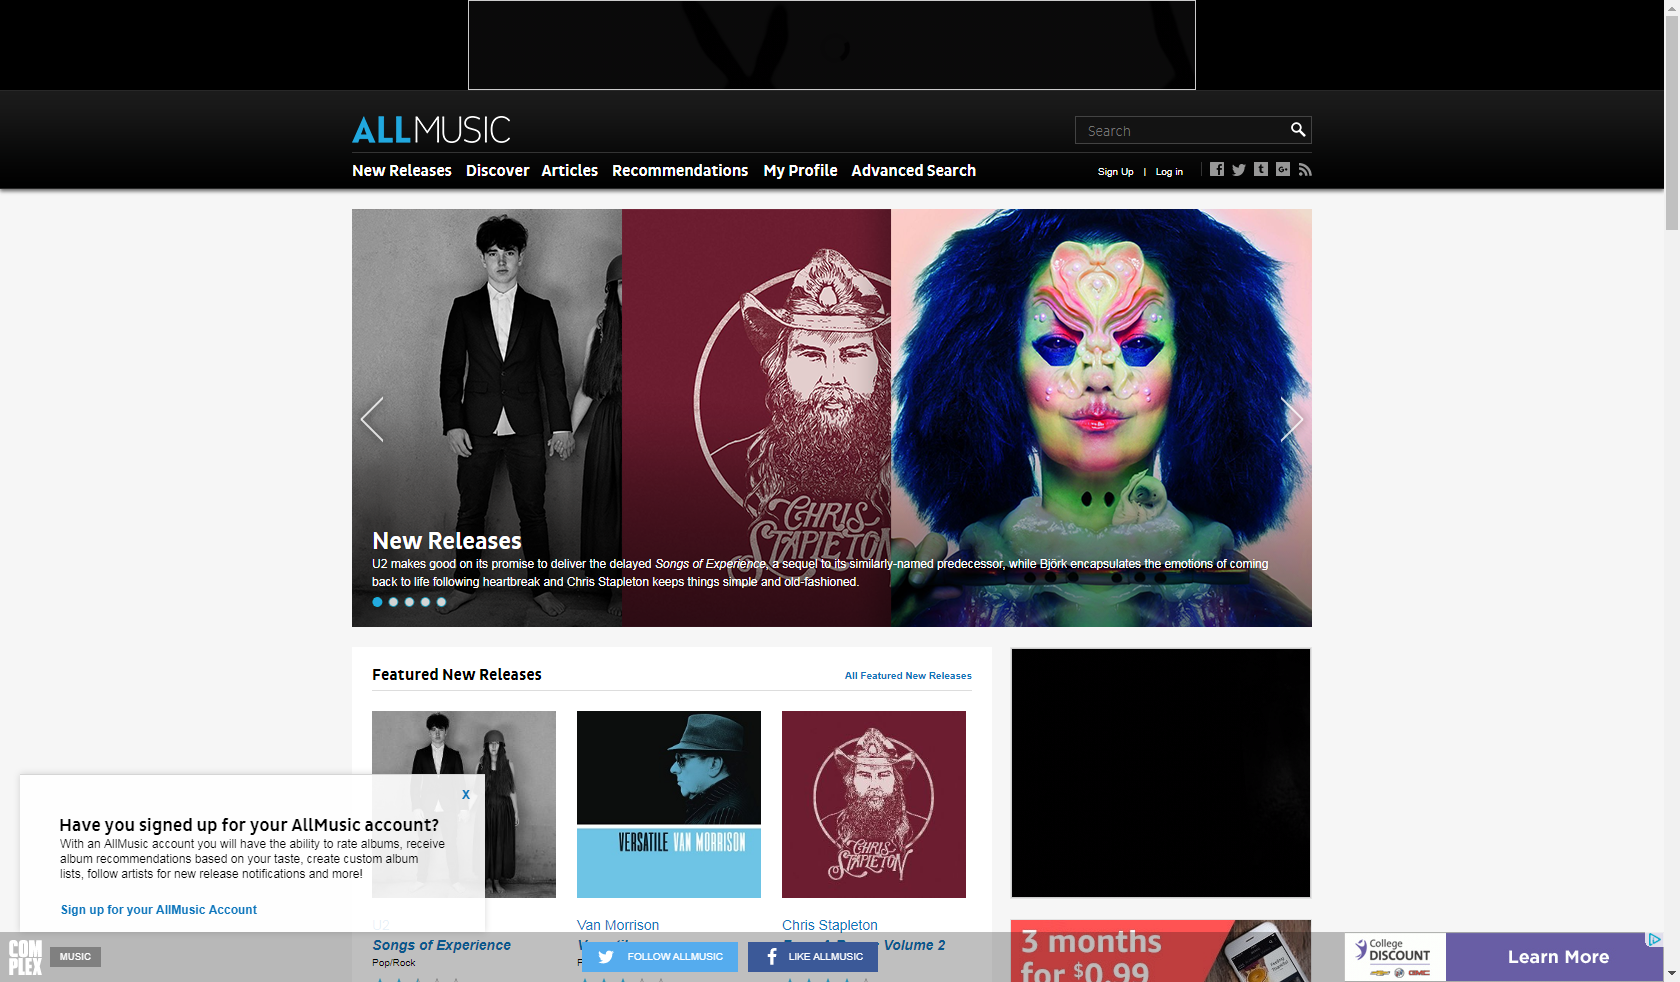 ALLMUSIC
Search
New Releases Discover Articles Recommendations My Profile Advanced Search
Sign Up | Log in
CHRIS
STAPLETON
New Releases
U2 makes good on its promise to deliver the delayed Songs of Experience, a sequel to its similarly-named predecessor, while Björk encapsulates the emotions of coming
back to life following heartbreak and Chris Stapleton keeps things simple and old-fashioned.
Featured New Releases
All Featured New Releases
VERSATILE VAN MORRISON
CHRIS
STAPLETON
X
Have you signed up for your AllMusic account?
With an AllMusic account you will have the ability to rate albums, receive
album recommendations based on your taste, create custom album
lists, follow artists for new release notifications and more!
Sign up for your AllMusic Account
U2
Songs of Experience
Pop/Rock
Van Morrison
Chris Stapleton
Volume 2
3 months
for $0.99
COM
PLEX
MUSIC
FOLLOW ALLMUSIC
LIKE ALLMUSIC
College
DISCOUNT
GMC
Learn More